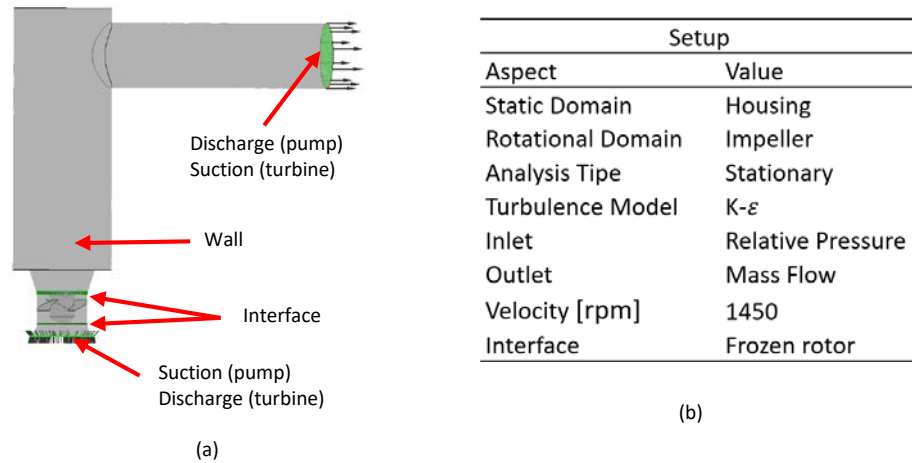 Discharge (pump)
Suction (turbine)
Wall
Interface
Suction (pump)
Discharge (turbine)
(a)
Setup
Aspect Value
Static Domain Housing
Rotational Domain Impeller
Analysis Tipe Stationary
Turbulence Model K-ε
Inlet Relative Pressure
Outlet Mass Flow
Velocity [rpm] 1450
Interface Frozen rotor
(b)